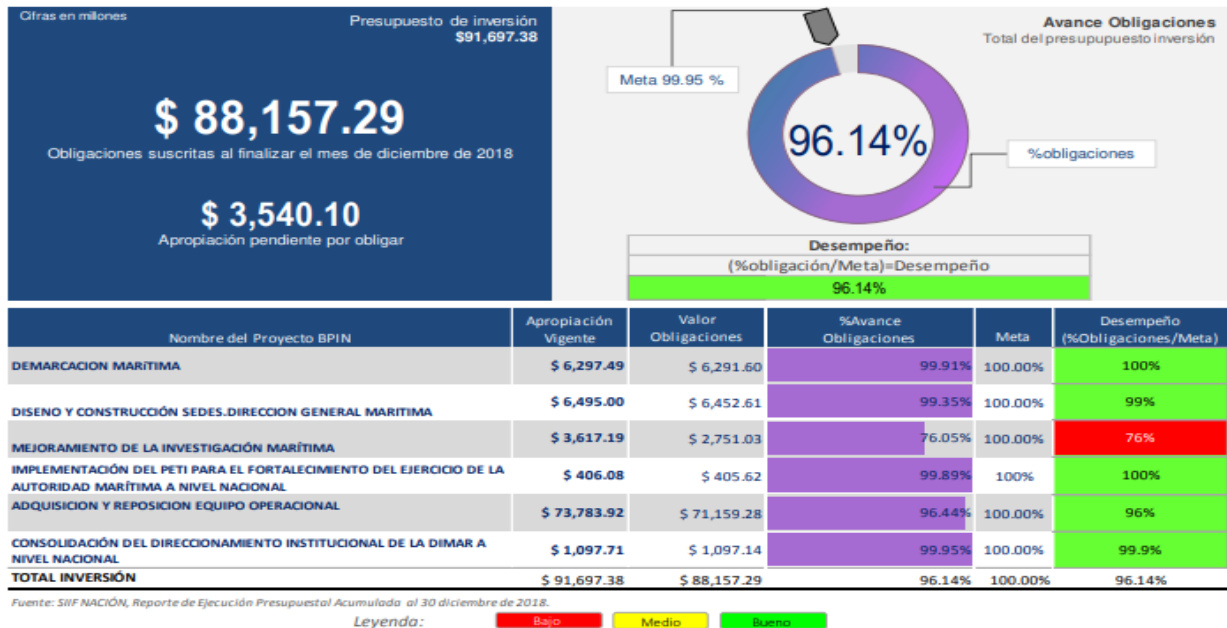 Cifras en millones
Presupuesto de inversión
$91,697.38
$ 88,157.29
Obligaciones suscritas al finalizar el mes de diciembre de 2018
$ 3,540.10
Apropiación pendiente por obligar
Avance Obligaciones
Total del presupupuesto inversión
Meta 99.95 %
96.14%
%obligaciones
Desempeño:
(%obligación/Meta)=Desempeño
96.14%
Nombre del Proyecto BPIN
Apropiación
Vigente
Valor
Obligaciones
%Avance
Obligaciones
Meta
Desempeño
(%Obligaciones/Meta)
DEMARCACION MARíTIMA $ 6,297.49 $ 6,291.60 99.91% 100.00% 100%
DISENO Y CONSTRUCCIÓN SEDES.DIRECCION GENERAL MARITIMA $ 6,495.00 $ 6,452.61 99.35% 100.00% 99%
MEJORAMIENTO DE LA INVESTIGACIÓN MARÍTIMA $ 3,617.19 $ 2,751.03 76.05% 100.00% 76%
IMPLEMENTACIÓN DEL PETI PARA EL FORTALECIMIENTO DEL EJERCICIO DE LA
AUTORIDAD MARÍTIMA A NIVEL NACIONAL $ 406.08 $ 405.62 99.89% 100% 100%
ADQUISICION Y REPOSICION EQUIPO OPERACIONAL $ 73,783.92 $ 71,159.28 96.44% 100.00% 96%
CONSOLIDACIÓN DEL DIRECCIONAMIENTO INSTITUCIONAL DE LA DIMAR A
NIVEL NACIONAL $ 1,097.71 $ 1,097.14 99.95% 100.00% 99.9%
TOTAL INVERSIÓN $ 91,697.38 $ 88,157.29 96.14% 100.00% 96.14%
Fuente: SIIF NACIÓN, Reporte de Ejecución Presupuestal Acumulada al 30 diciembre de 2018.
Leyenda: Bajo Medio Bueno